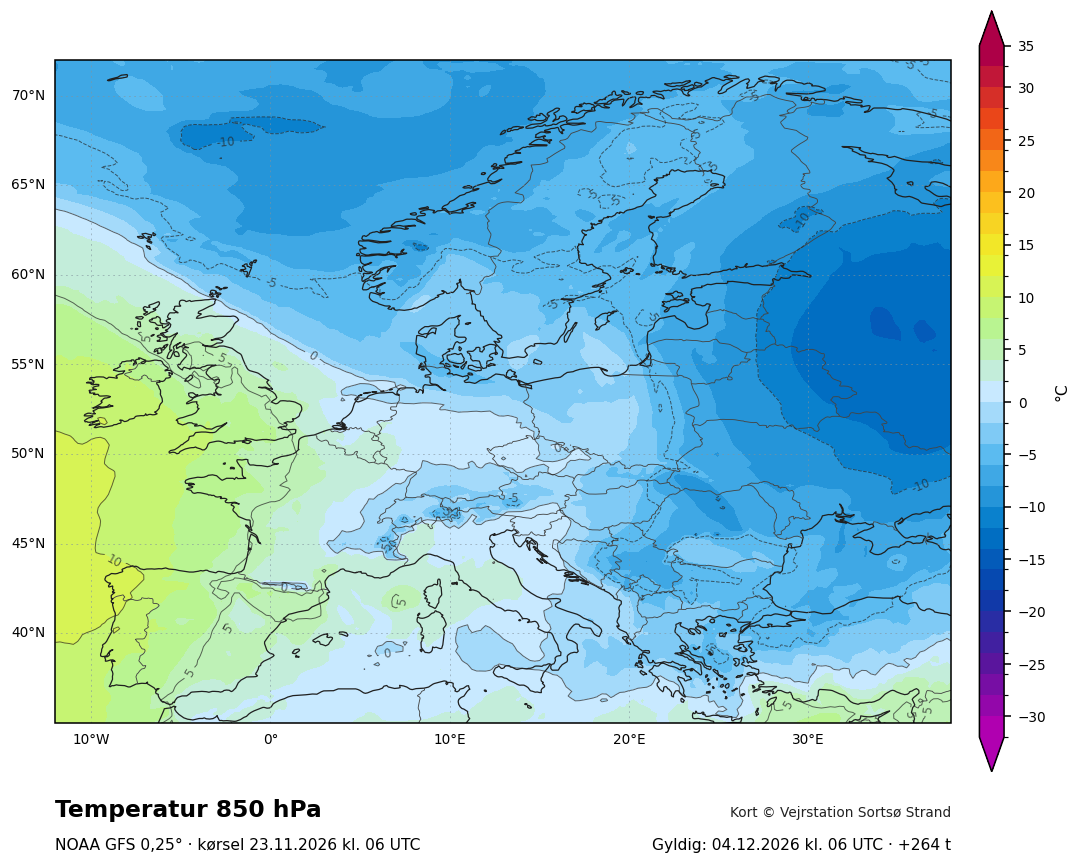 70°N
65°N
60°N
55°N
50°N
45°N
40°N
10°W 0° 10°E 20°E 30°E
35
30
25
20
15
10
5
0
−5
−10
−15
−20
−25
−30
°C
Temperatur 850 hPa
Kort © Vejrstation Sortsø Strand
NOAA GFS 0,25° · kørsel 23.11.2026 kl. 06 UTC
Gyldig: 04.12.2026 kl. 06 UTC · +264 t